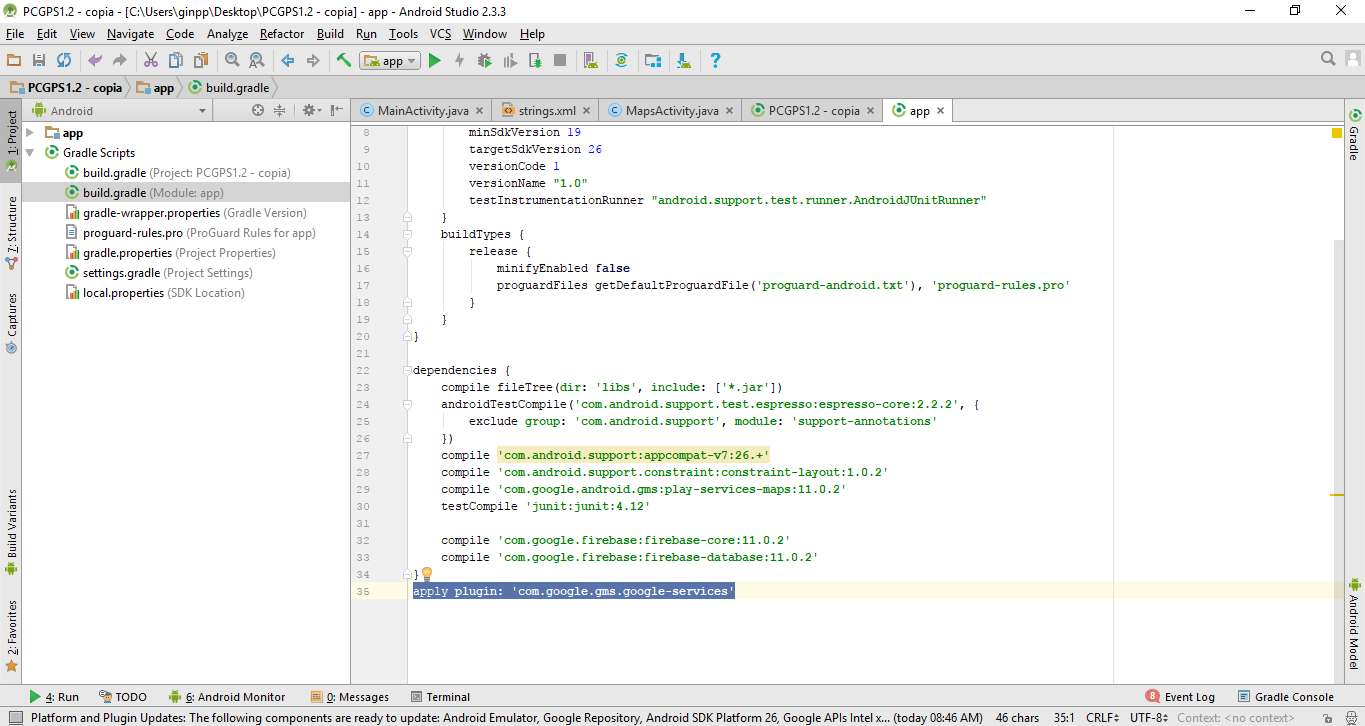 PCGPS1.2 - copia - [C:\Users\ginpp\Desktop\PCGPS1.2 - copia] - app - Android Studio 2.3.3
File Edit View Navigate Code Analyze Refactor Build Run Tools VCS Window Help
app
PCGPS1.2 - copia app build.gradle
Android
MainActivity.java strings.xml MapsActivity.java PCGPS1.2 - copia app
1: Project
7: Structure
Captures
Build Variants
2: Favorites
app
Gradle Scripts
build.gradle (Project: PCGPS1.2 - copia)
build.gradle (Module: app)
gradle-wrapper.properties (Gradle Version)
proguard-rules.pro (ProGuard Rules for app)
gradle.properties (Project Properties)
settings.gradle (Project Settings)
local.properties (SDK Location)
8 minSdkVersion 19
9 targetSdkVersion 26
10 versionCode 1
11 versionName "1.0"
12 testInstrumentationRunner "android.support.test.runner.AndroidJUnitRunner"
13 }
14 buildTypes {
15 release {
16 minifyEnabled false
17 proguardFiles getDefaultProguardFile('proguard-android.txt'), 'proguard-rules.pro'
18 }
19 }
20 }
21
22 dependencies {
23 compile fileTree(dir: 'libs', include: ['*.jar'])
24 androidTestCompile('com.android.support.test.espresso:espresso-core:2.2.2', {
25 exclude group: 'com.android.support', module: 'support-annotations'
26 })
27 compile 'com.android.support:appcompat-v7:26.+'
28 compile 'com.android.support.constraint:constraint-layout:1.0.2'
29 compile 'com.google.android.gms:play-services-maps:11.0.2'
30 testCompile 'junit:junit:4.12'
31
32 compile 'com.google.firebase:firebase-core:11.0.2'
33 compile 'com.google.firebase:firebase-database:11.0.2'
34 }
35 apply plugin: 'com.google.gms.google-services'
Gradle
Android Model
4: Run TODO 6: Android Monitor 0: Messages Terminal 8 Event Log Gradle Console
Platform and Plugin Updates: The following components are ready to update: Android Emulator, Google Repository, Android SDK Platform 26, Google APIs Intel x... (today 08:46 AM) 46 chars 35:1 CRLF UTF-8 Context: <no context>